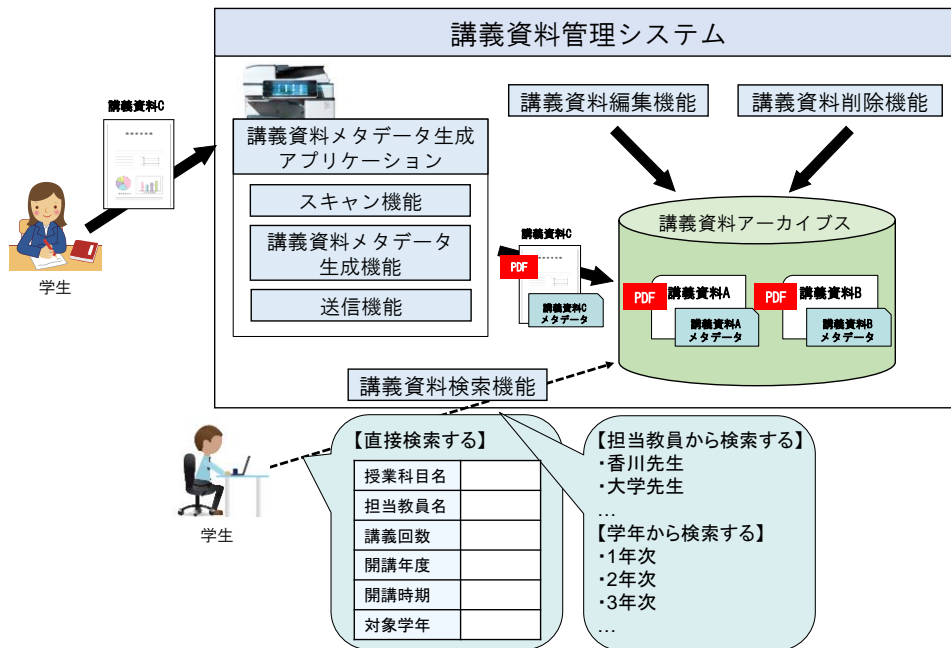 講義資料管理システム
講義資料C
講義資料メタデータ生成
アプリケーション
スキャン機能
講義資料メタデータ
生成機能
送信機能
学生
講義資料編集機能
講義資料削除機能
講義資料アーカイブス
講義資料C
PDF
講義資料C
メタデータ
PDF
講義資料A
講義資料A
メタデータ
PDF
講義資料B
講義資料B
メタデータ
講義資料検索機能
学生
【直接検索する】
授業科目名
担当教員名
講義回数
開講年度
開講時期
対象学年
【担当教員から検索する】
・香川先生
・大学先生
…
【学年から検索する】
・1年次
・2年次
・3年次
…